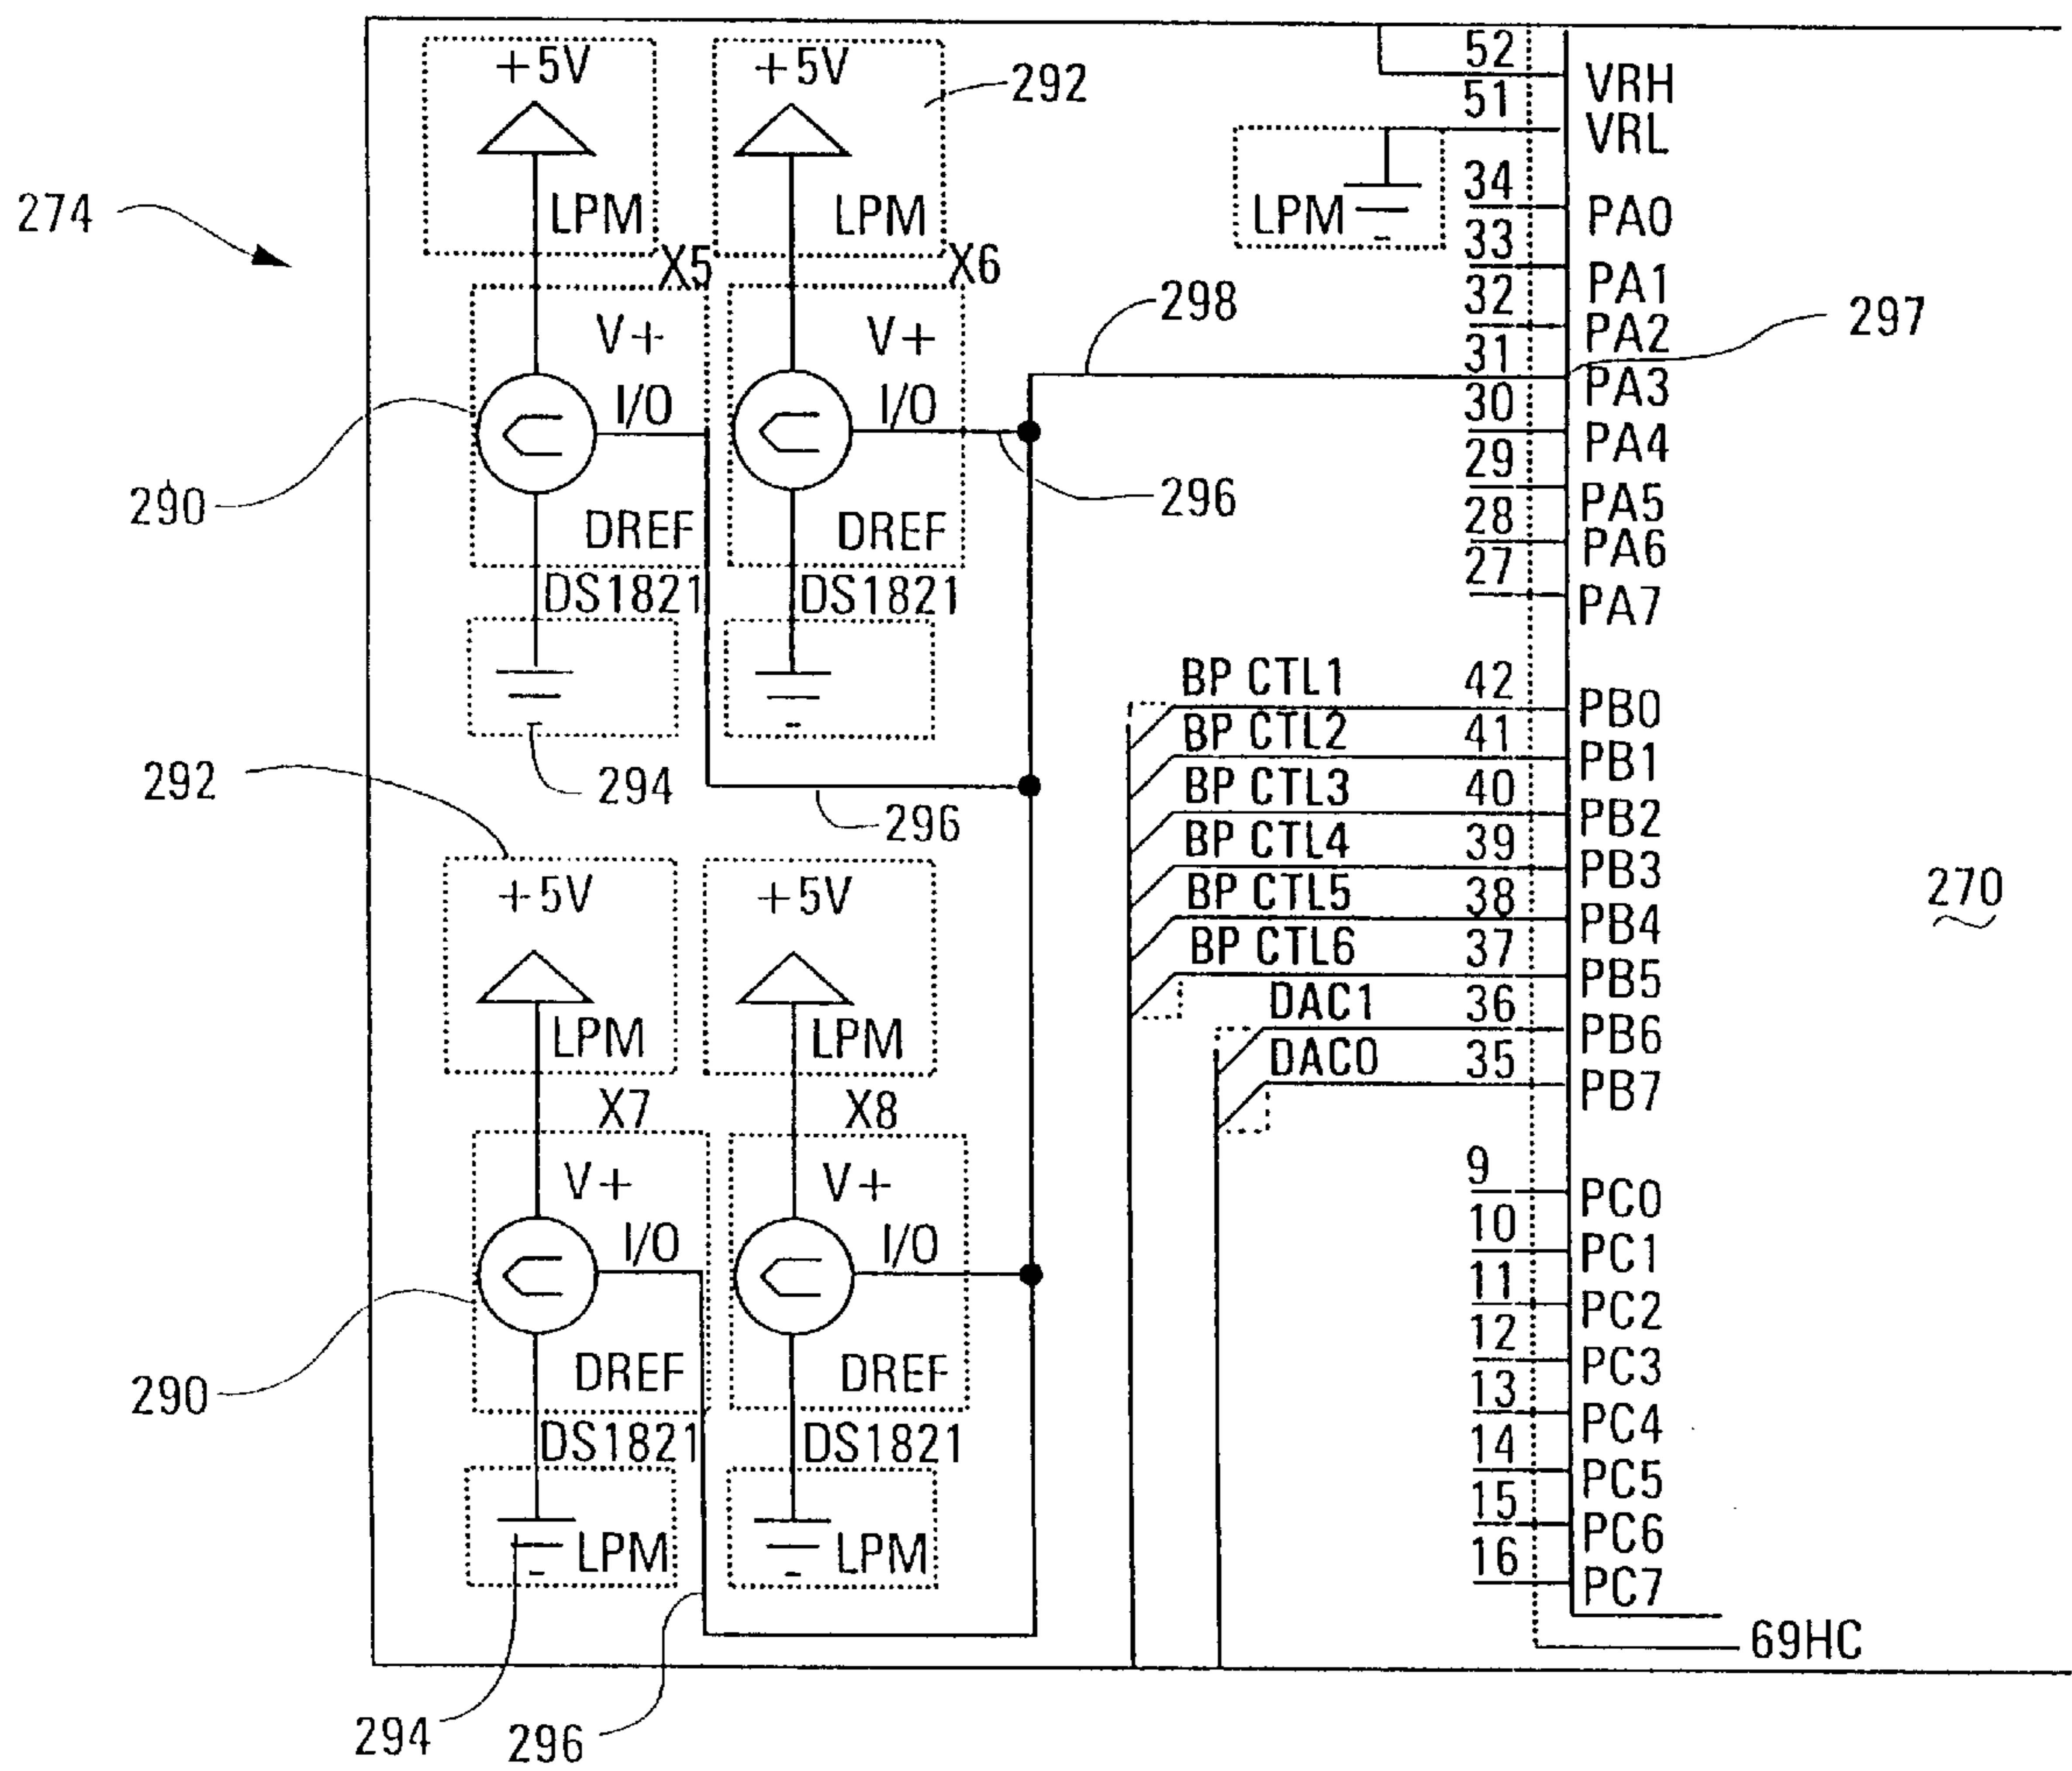 +5V
+5V
292
52
VRH
51
VRL
274
LPM
LPM
LPM
34
PA0
33
X5
X6
PA1
298
32
297
V+
V+
PA2
31
I/O
I/O
PA3
30
PA4
29
290
296
PA5
28
DREF
DREF
PA6
27
DS1821
DS1821
PA7
BP CTL1
42
PB0
BP CTL2
41
PB1
292
294
BP CTL3
40
296
PB2
BP CTL4
39
PB3
+5V
+5V
BP CTL5
38
270
PB4
BP CTL6
37
PB5
DAC1
36
LPM
LPM
PB6
DAC0
35
PB7
X7
X8
9
V+
V+
PC0
10
I/O
I/O
PC1
11
PC2
12
290
DREF
DREF
PC3
13
PC4
DS1821
DS1821
14
PC5
15
LPM
LPM
PC6
16
PC7
69HC
294
296